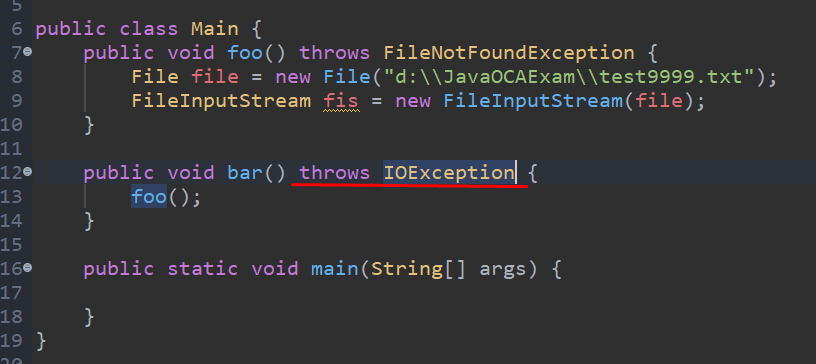 5
6 public class Main {
7 public void foo() throws FileNotFoundException {
8 File file = new File("d:\\JavaOCAExam\\test9999.txt");
9 FileInputStream fis = new FileInputStream(file);
10 }
11
12 public void bar() throws IOException {
13 foo();
14 }
15
16 public static void main(String[] args) {
17
18 }
19 }
20